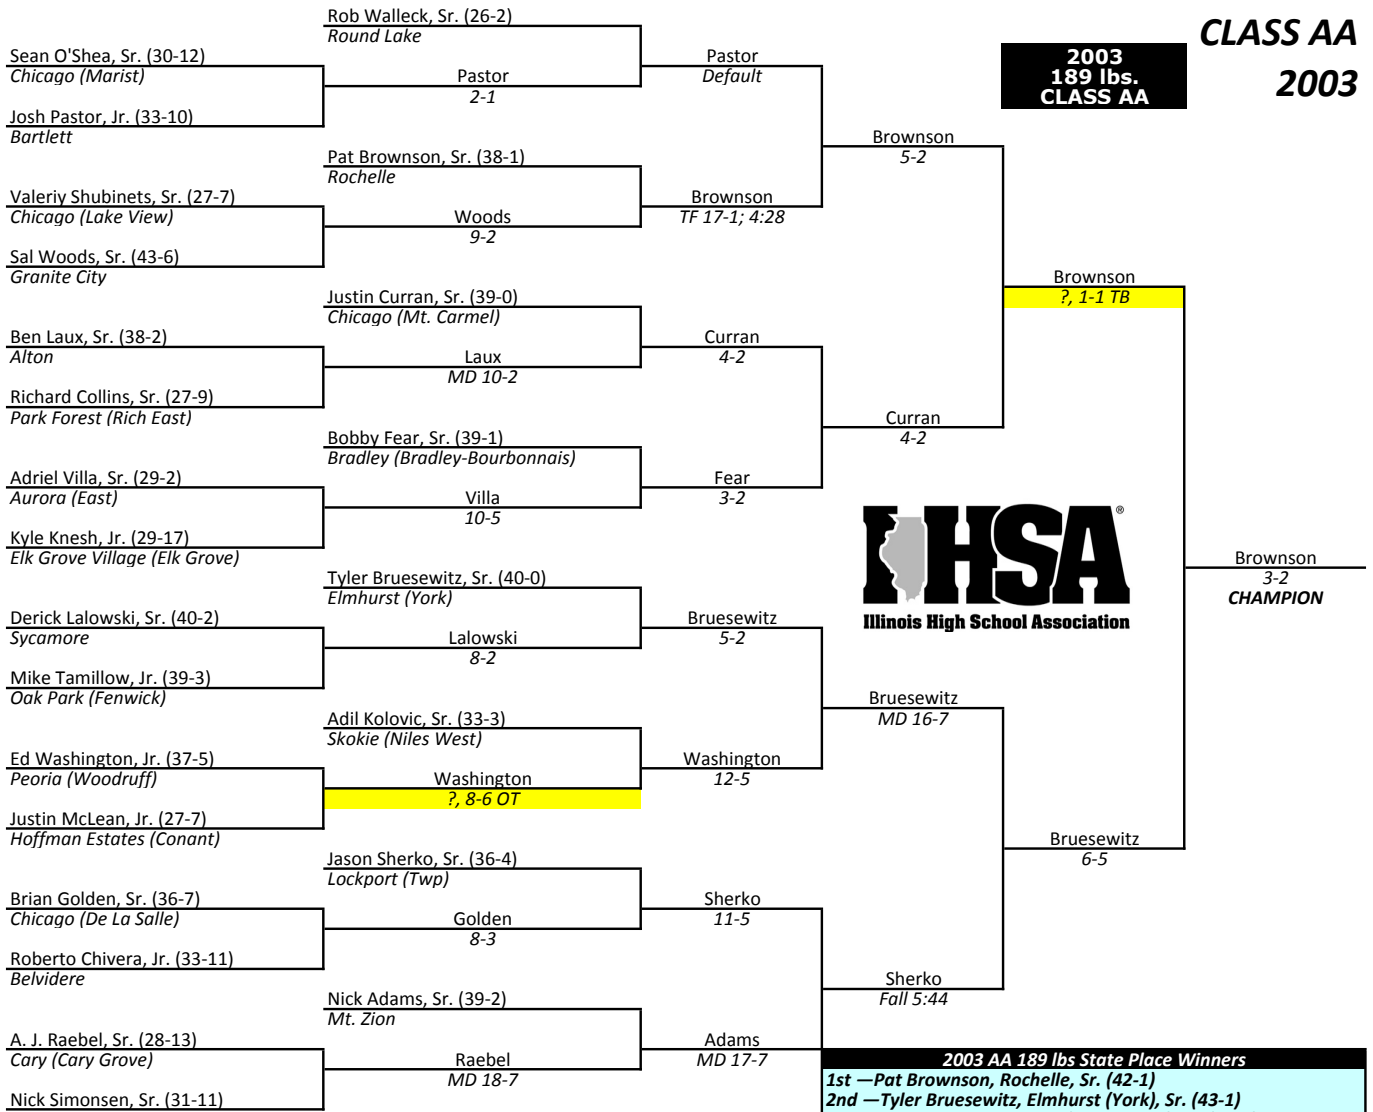 CLASS AA
2003
2003
189 lbs.
CLASS AA
Rob Walleck, Sr. (26-2)
Round Lake
Sean O'Shea, Sr. (30-12)
Chicago (Marist)
Pastor
2-1
Josh Pastor, Jr. (33-10)
Bartlett
Pastor
Default
Pat Brownson, Sr. (38-1)
Rochelle
Valeriy Shubinets, Sr. (27-7)
Chicago (Lake View)
Woods
9-2
Sal Woods, Sr. (43-6)
Granite City
Brownson
TF 17-1; 4:28
Brownson
5-2
Justin Curran, Sr. (39-0)
Chicago (Mt. Carmel)
Ben Laux, Sr. (38-2)
Alton
Laux
MD 10-2
Richard Collins, Sr. (27-9)
Park Forest (Rich East)
Curran
4-2
Bobby Fear, Sr. (39-1)
Bradley (Bradley-Bourbonnais)
Adriel Villa, Sr. (29-2)
Aurora (East)
Villa
10-5
Kyle Knesh, Jr. (29-17)
Elk Grove Village (Elk Grove)
Fear
3-2
Curran
4-2
Brownson
?, 1-1 TB
IHSA®
Illinois High School Association
Brownson
3-2
CHAMPION
Tyler Bruesewitz, Sr. (40-0)
Elmhurst (York)
Derick Lalowski, Sr. (40-2)
Sycamore
Lalowski
8-2
Mike Tamillow, Jr. (39-3)
Oak Park (Fenwick)
Bruesewitz
5-2
Adil Kolovic, Sr. (33-3)
Skokie (Niles West)
Ed Washington, Jr. (37-5)
Peoria (Woodruff)
Washington
?, 8-6 OT
Justin McLean, Jr. (27-7)
Hoffman Estates (Conant)
Washington
12-5
Bruesewitz
MD 16-7
Jason Sherko, Sr. (36-4)
Lockport (Twp)
Brian Golden, Sr. (36-7)
Chicago (De La Salle)
Golden
8-3
Roberto Chivera, Jr. (33-11)
Belvidere
Sherko
11-5
Nick Adams, Sr. (39-2)
Mt. Zion
A. J. Raebel, Sr. (28-13)
Cary (Cary Grove)
Raebel
MD 18-7
Nick Simonsen, Sr. (31-11)
Adams
MD 17-7
Sherko
Fall 5:44
Bruesewitz
6-5
2003 AA 189 lbs State Place Winners
1st —Pat Brownson, Rochelle, Sr. (42-1)
2nd —Tyler Bruesewitz, Elmhurst (York), Sr. (43-1)